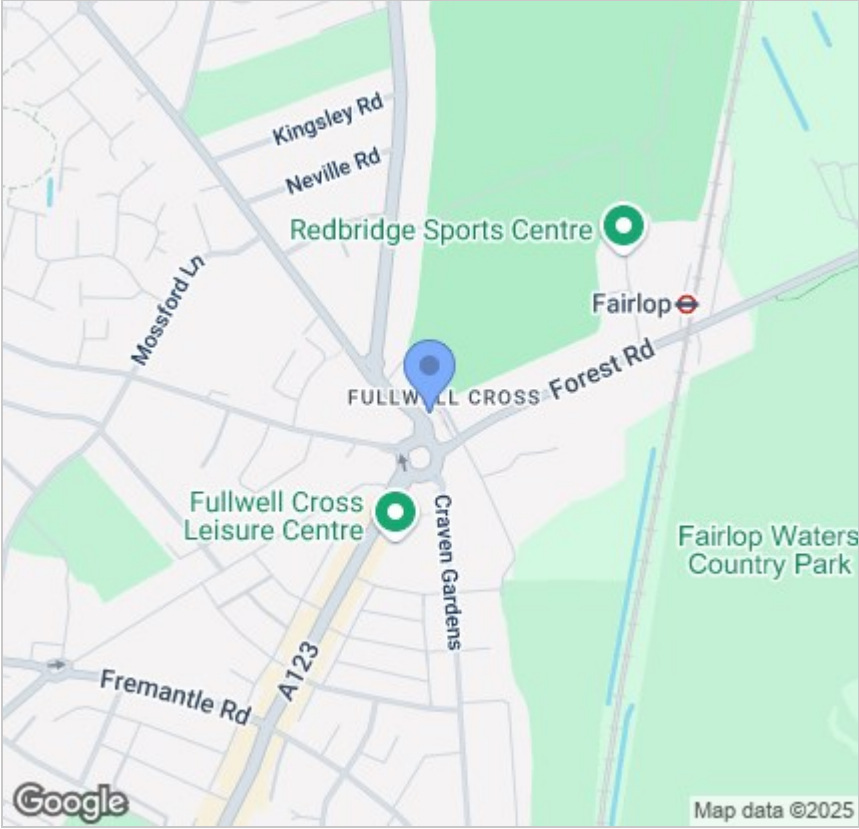 Kingsley Rd
Neville Rd
Redbridge Sports Centre
Mossford Ln
Fairlop
Forest Rd
FULLWELL CROSS
Fullwell Cross
Leisure Centre
Craven Gardens
Fairlop Waters
Country Park
A123
Fremantle Rd
Google
Map data ©2025